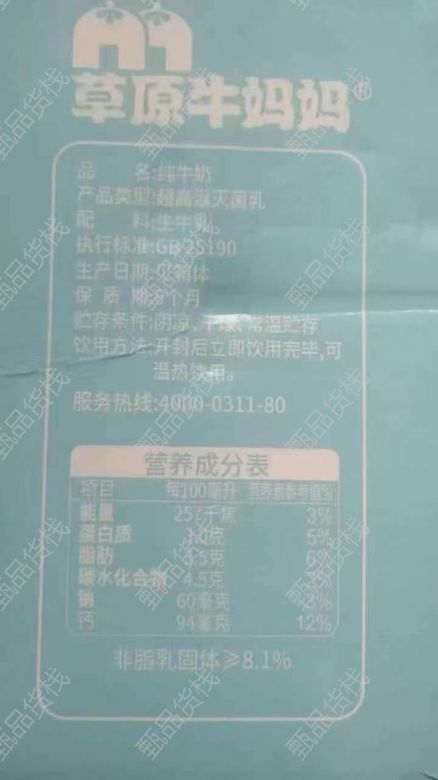 草原牛妈妈®
品 名:纯牛奶
产品类型:超高温灭菌乳
配 料:生牛乳
执行标准:GB 25190
生产日期:见箱体
保 质 期:6个月
贮存条件:阴凉、干燥、常温贮存
饮用方法:开封后立即饮用完毕,可
温热饮用。
服务热线:4000-0311-80
营养成分表
项目 每100毫升 营养素参考值%
能量 257千焦 3%
蛋白质 3.0克 5%
脂肪 3.5克 6%
碳水化合物 4.5克 2%
钠 60毫克 3%
钙 94毫克 12%
非脂乳固体≥8.1%
甄品货栈